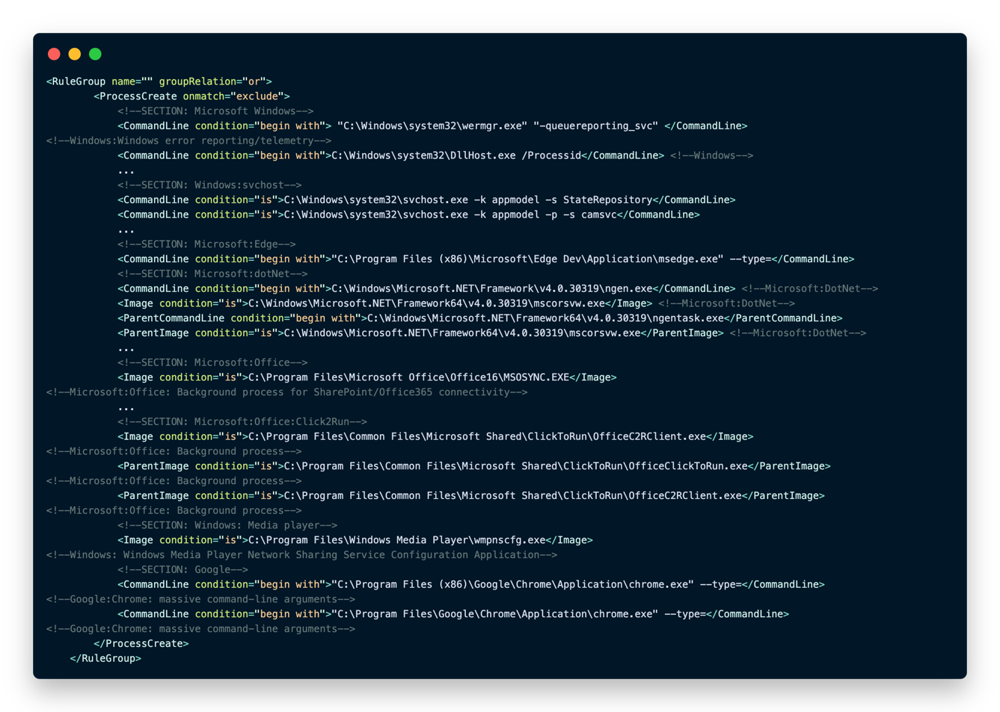 <RuleGroup name="" groupRelation="or">
<ProcessCreate onmatch="exclude">
<!--SECTION: Microsoft Windows-->
<CommandLine condition="begin with"> "C:\Windows\system32\wermgr.exe" "-queuereporting_svc" </CommandLine>
<!--Windows:Windows error reporting/telemetry-->
<CommandLine condition="begin with">C:\Windows\system32\DllHost.exe /Processid</CommandLine> <!--Windows-->
...
<!--SECTION: Windows:svchost-->
<CommandLine condition="is">C:\Windows\system32\svchost.exe -k appmodel -s StateRepository</CommandLine>
<CommandLine condition="is">C:\Windows\system32\svchost.exe -k appmodel -p -s camsvc</CommandLine>
...
<!--SECTION: Microsoft:Edge-->
<CommandLine condition="begin with">"C:\Program Files (x86)\Microsoft\Edge Dev\Application\msedge.exe" --type=</CommandLine>
<!--SECTION: Microsoft:dotNet-->
<CommandLine condition="begin with">C:\Windows\Microsoft.NET\Framework\v4.0.30319\ngen.exe</CommandLine> <!--Microsoft:DotNet-->
<Image condition="is">C:\Windows\Microsoft.NET\Framework64\v4.0.30319\mscorsvw.exe</Image> <!--Microsoft:DotNet-->
<ParentCommandLine condition="begin with">C:\Windows\Microsoft.NET\Framework64\v4.0.30319\ngentask.exe</ParentCommandLine>
<ParentImage condition="is">C:\Windows\Microsoft.NET\Framework64\v4.0.30319\mscorsvw.exe</ParentImage> <!--Microsoft:DotNet-->
...
<!--SECTION: Microsoft:Office-->
<Image condition="is">C:\Program Files\Microsoft Office\Office16\MSOSYNC.EXE</Image>
<!--Microsoft:Office: Background process for SharePoint/Office365 connectivity-->
...
<!--SECTION: Microsoft:Office:Click2Run-->
<Image condition="is">C:\Program Files\Common Files\Microsoft Shared\ClickToRun\OfficeC2RClient.exe</Image>
<!--Microsoft:Office: Background process-->
<ParentImage condition="is">C:\Program Files\Common Files\Microsoft Shared\ClickToRun\OfficeClickToRun.exe</ParentImage>
<!--Microsoft:Office: Background process-->
<ParentImage condition="is">C:\Program Files\Common Files\Microsoft Shared\ClickToRun\OfficeC2RClient.exe</ParentImage>
<!--Microsoft:Office: Background process-->
<!--SECTION: Windows: Media player-->
<Image condition="is">C:\Program Files\Windows Media Player\wmpnscfg.exe</Image>
<!--Windows: Windows Media Player Network Sharing Service Configuration Application-->
<!--SECTION: Google-->
<CommandLine condition="begin with">"C:\Program Files (x86)\Google\Chrome\Application\chrome.exe" --type=</CommandLine>
<!--Google:Chrome: massive command-line arguments-->
<CommandLine condition="begin with">"C:\Program Files\Google\Chrome\Application\chrome.exe" --type=</CommandLine>
<!--Google:Chrome: massive command-line arguments-->
</ProcessCreate>
</RuleGroup>